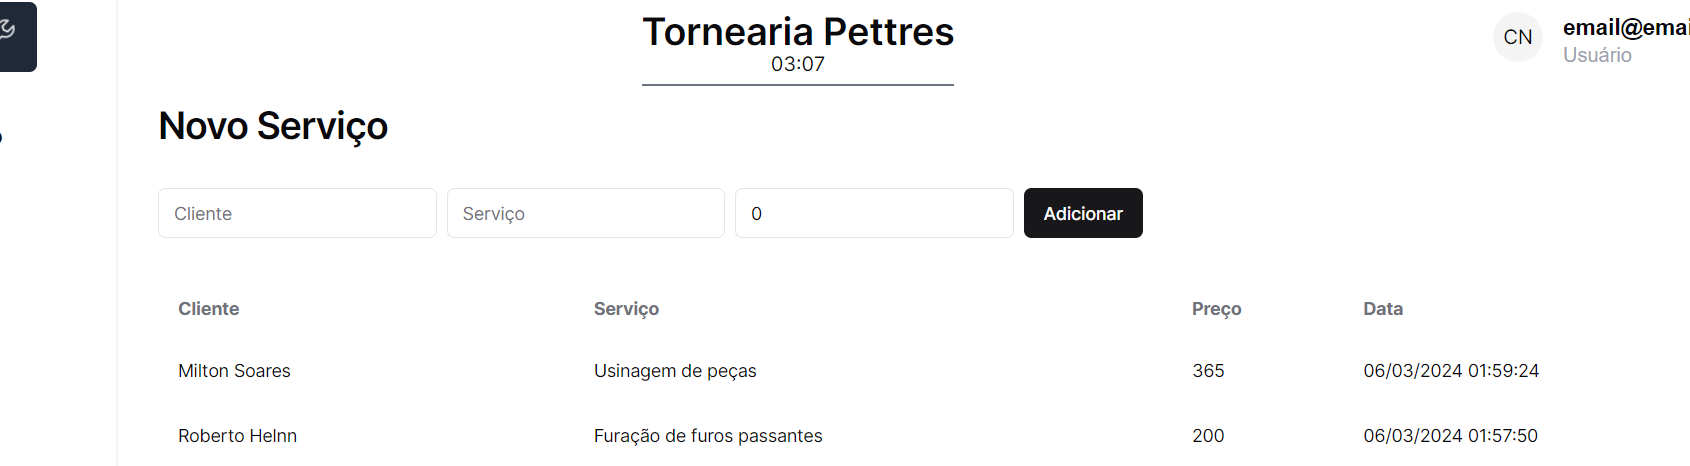 Tornearia Pettres
03:07
CN
email@emai
Usuário
Novo Serviço
Cliente Serviço 0 Adicionar
Cliente Serviço Preço Data
Milton Soares Usinagem de peças 365 06/03/2024 01:59:24
Roberto Helnn Furação de furos passantes 200 06/03/2024 01:57:50